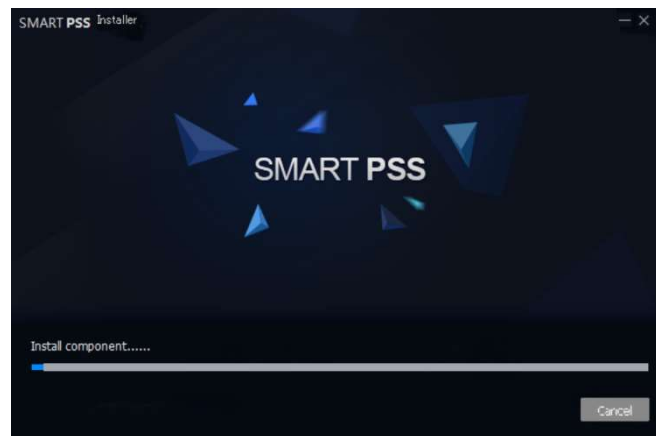 SMART PSS Installer
SMART PSS
Install component......
Cancel